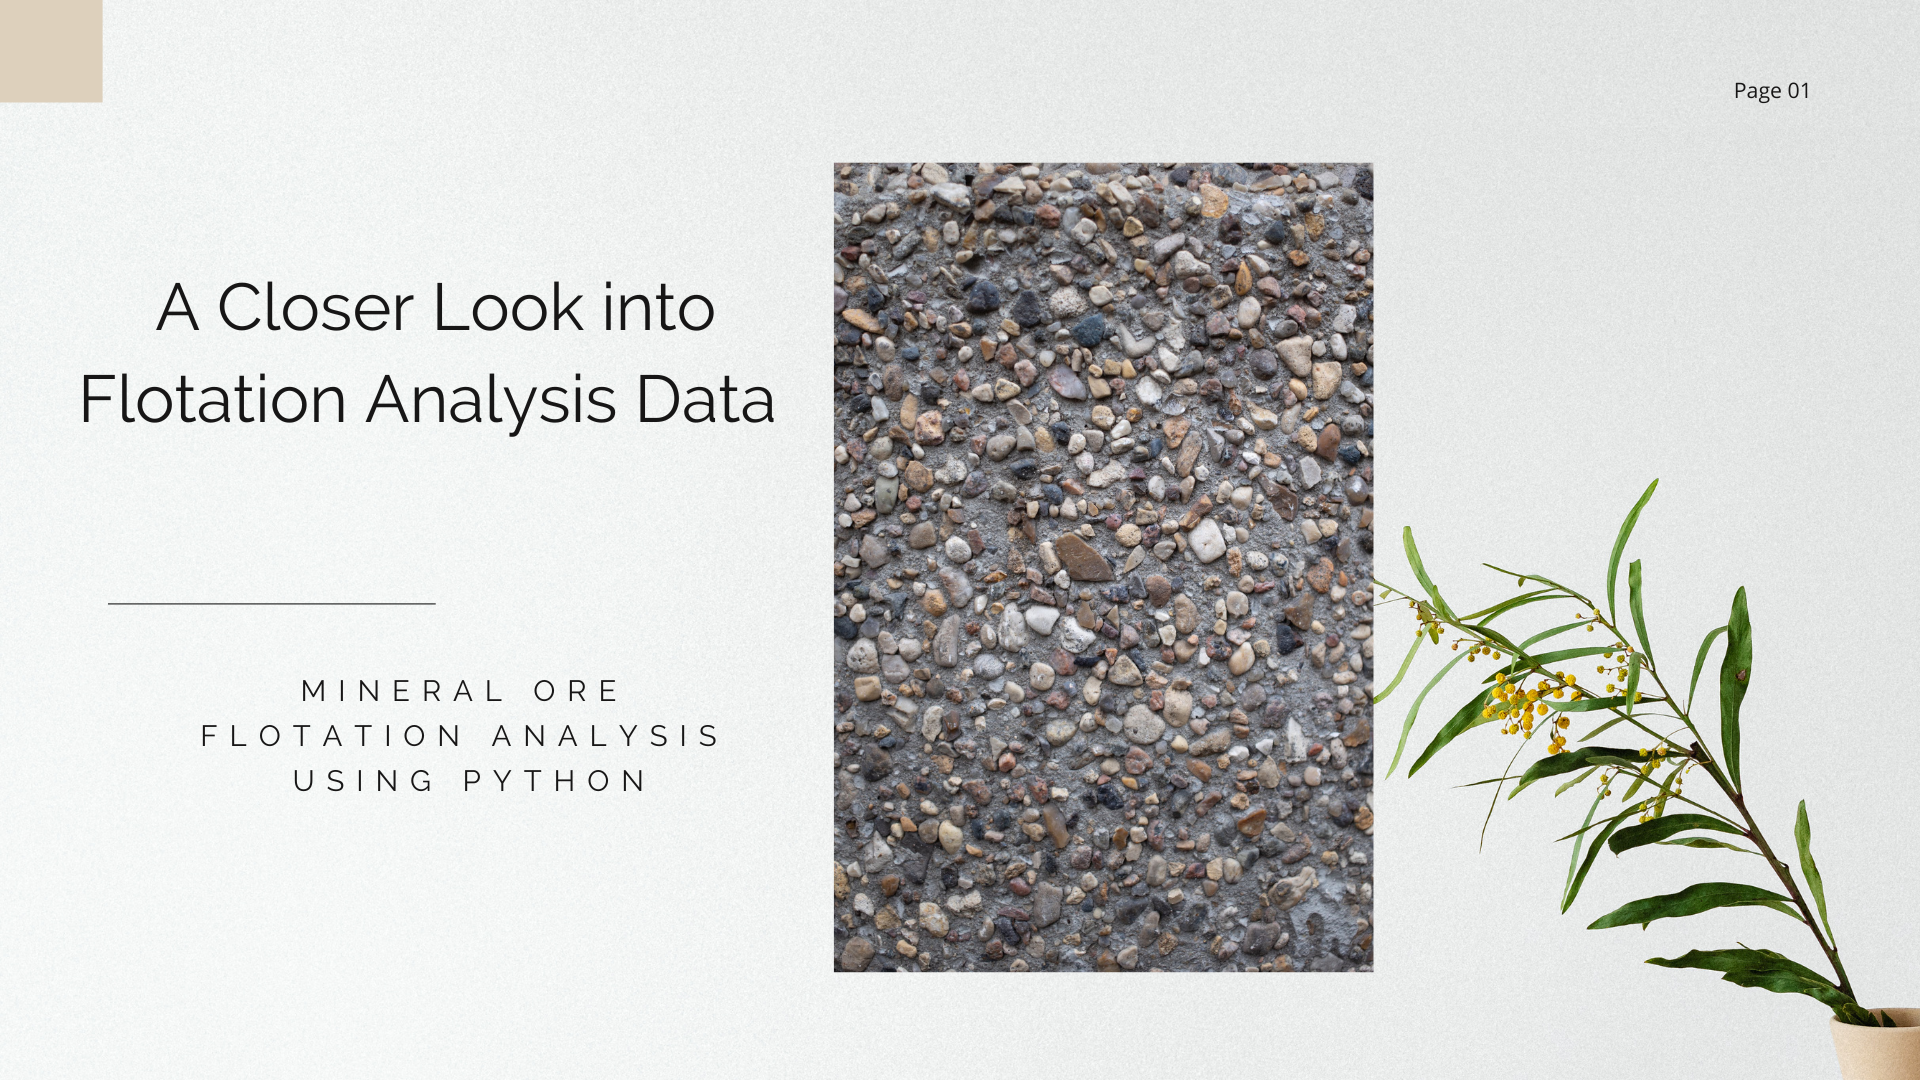 Page 01
A Closer Look into
Flotation Analysis Data
MINERAL ORE
FLOTATION ANALYSIS
USING PYTHON